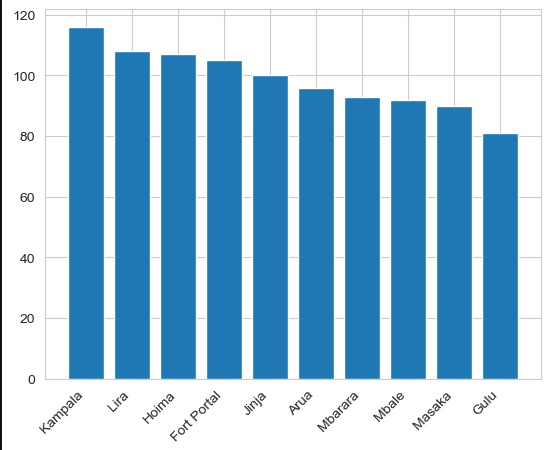 120
100
80
60
40
20
0
Kampala
Lira
Hoima
Fort Portal
Jinja
Arua
Mbarara
Mbale
Masaka
Gulu